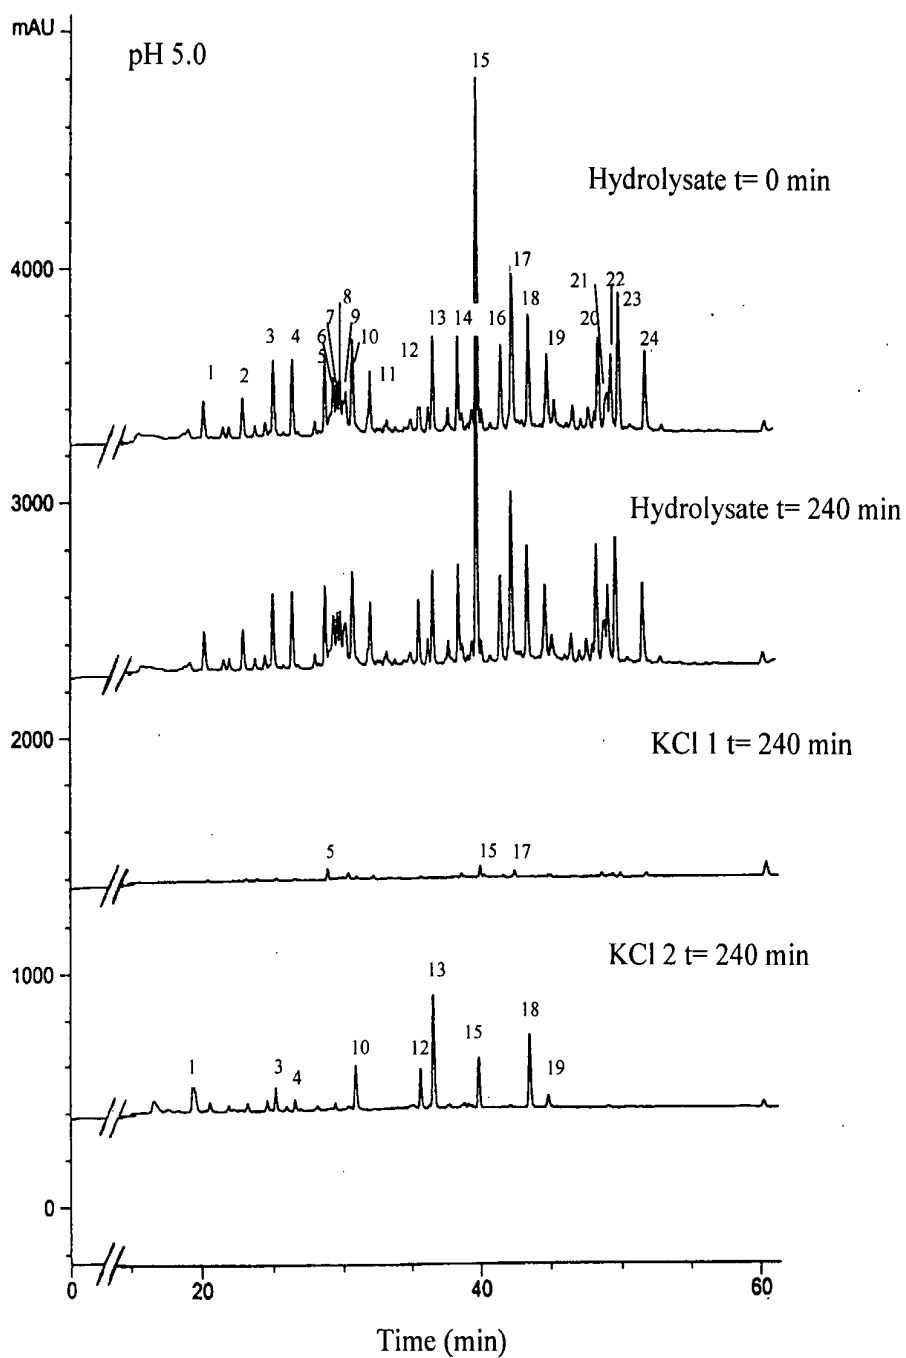 mAU
pH 5.0
15
Hydrolysate t= 0 min
4000
17
21 22
8
7 9
13 14 16 18 20 23
3 4 6 10 19 24
5 12
1 2 11
3000
Hydrolysate t= 240 min
2000
KCl 1 t= 240 min
5 15 17
1000
KCl 2 t= 240 min
13
18
10 12 15
1 3 4 19
0
0 20 40 60
Time (min)